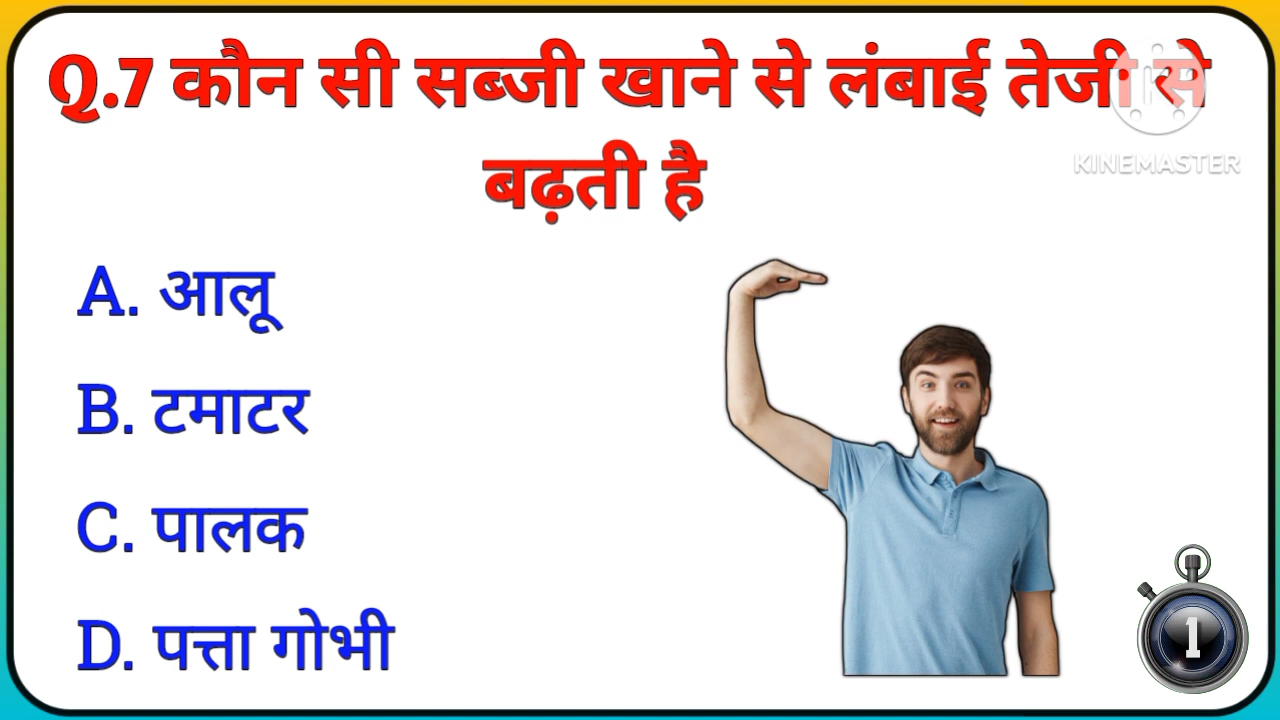 Q.7 कौन सी सब्जी खाने से लंबाई तेजी से
बढ़ती है
KINEMASTER
A. आलू
B. टमाटर
C. पालक
D. पत्ता गोभी
1